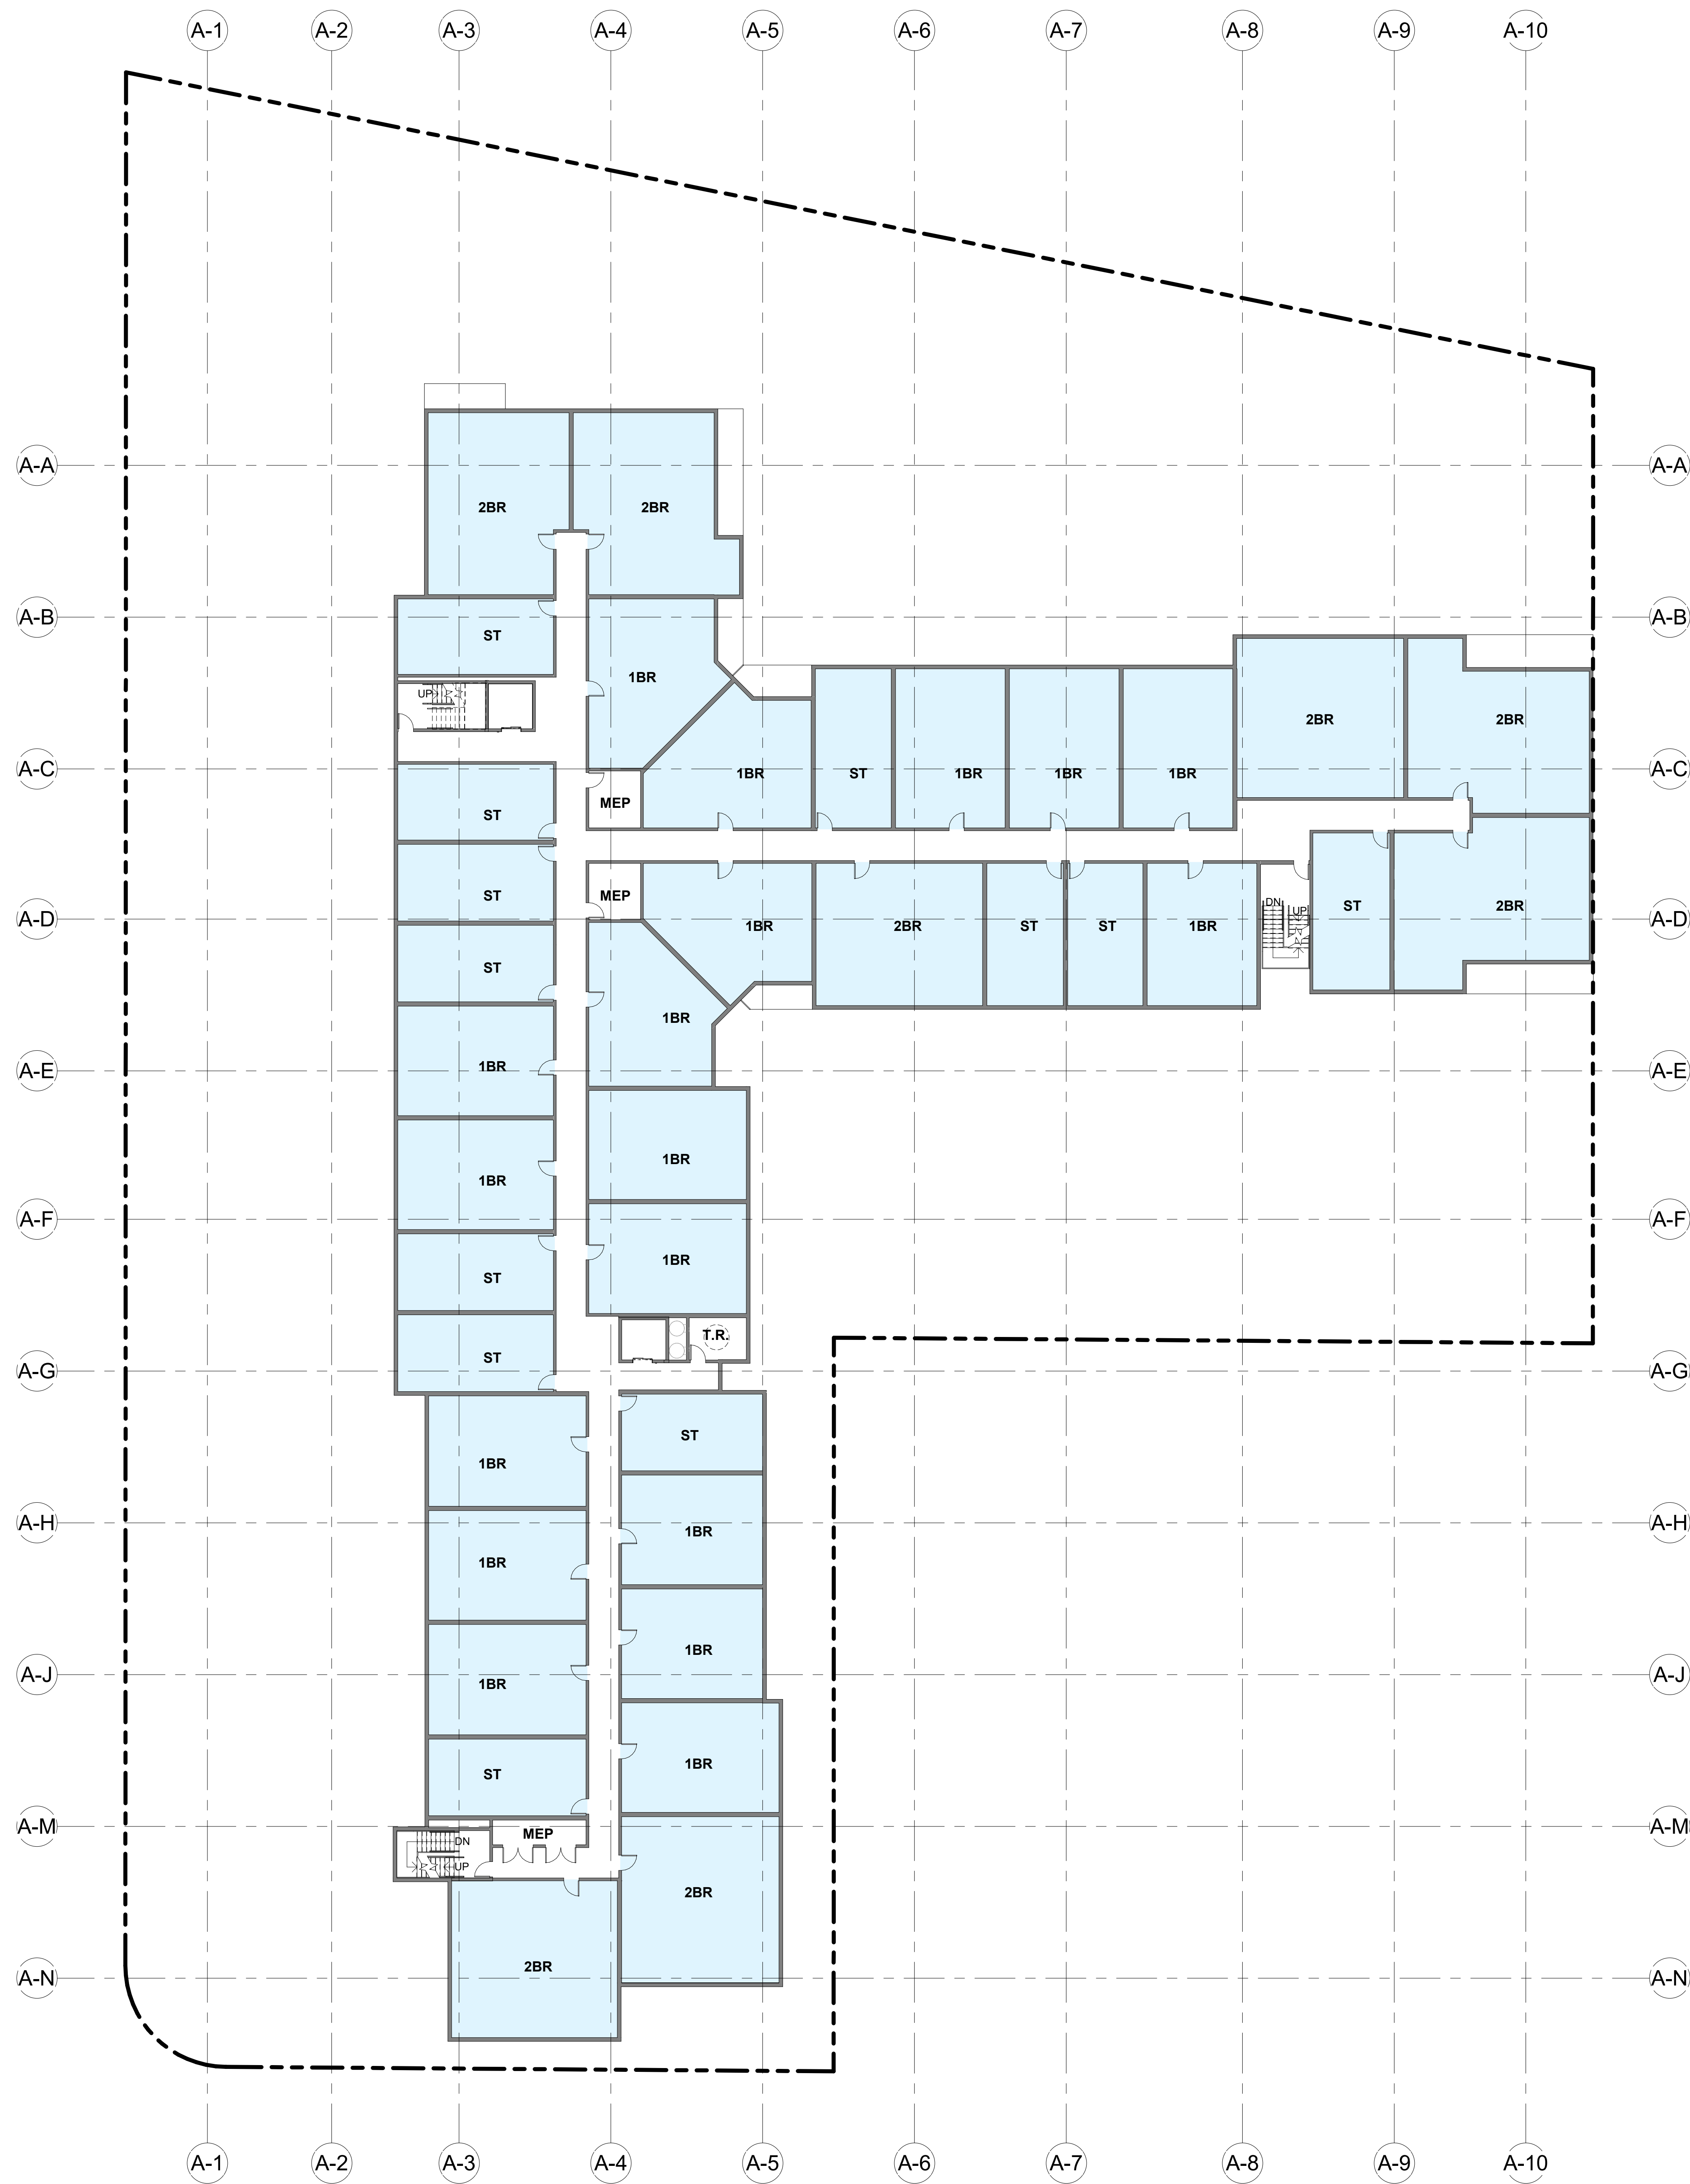 A-1 A-2 A-3 A-4 A-5 A-6 A-7 A-8 A-9 A-10
A-A A-A
2BR 2BR
A-B A-B
ST
1BR
UP
2BR 2BR
A-C A-C
1BR ST 1BR 1BR 1BR
MEP
ST
MEP
ST
DN
UP
ST
A-D A-D
1BR 2BR ST ST 1BR
2BR
ST
1BR
A-E A-E
1BR
1BR
1BR
A-F A-F
1BR
ST
T.R.
ST
A-G A-G
ST
1BR
A-H A-H
1BR
1BR
1BR
A-J A-J
1BR
1BR
ST
A-M A-M
MEP
DN
UP
2BR
2BR
A-N A-N
A-1 A-2 A-3 A-4 A-5 A-6 A-7 A-8 A-9 A-10